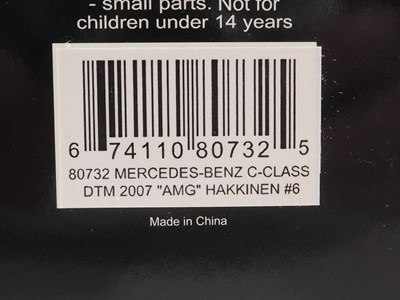 - small parts. Not for
children under 14 years
6 74110 80732 5
80732 MERCEDES-BENZ C-CLASS
DTM 2007 "AMG" HAKKINEN #6
Made in China